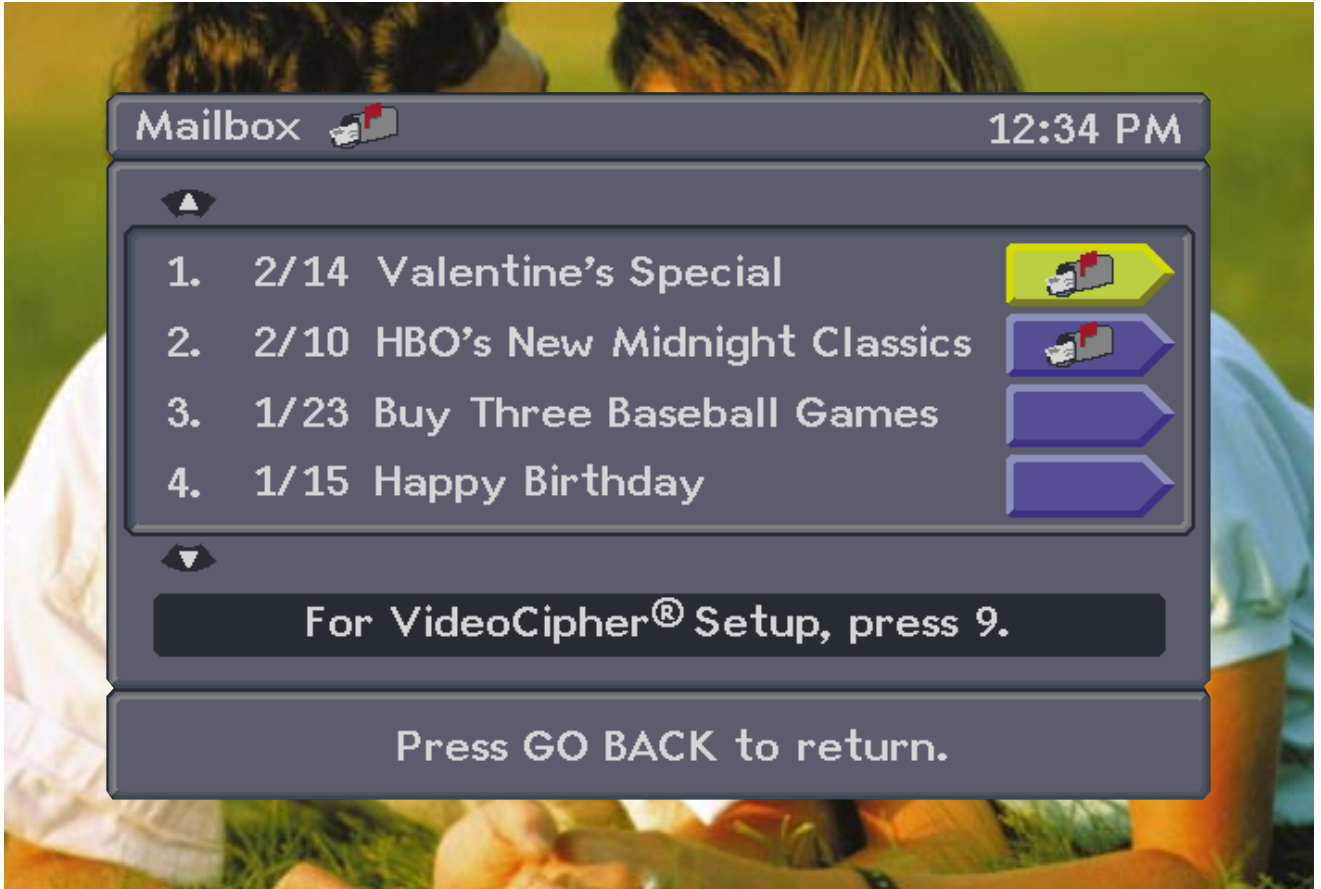 Mailbox 12:34 PM
1. 2/14 Valentine's Special
2. 2/10 HBO's New Midnight Classics
3. 1/23 Buy Three Baseball Games
4. 1/15 Happy Birthday
For VideoCipher® Setup, press 9.
Press GO BACK to return.